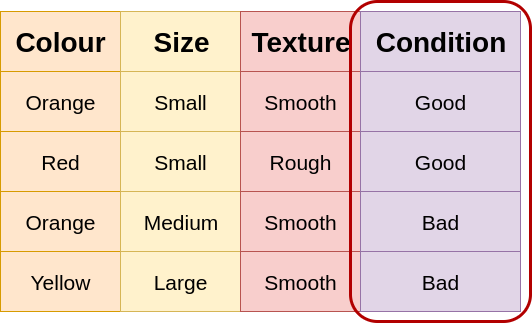 Colour Size Texture Condition
Orange Small Smooth Good
Red Small Rough Good
Orange Medium Smooth Bad
Yellow Large Smooth Bad